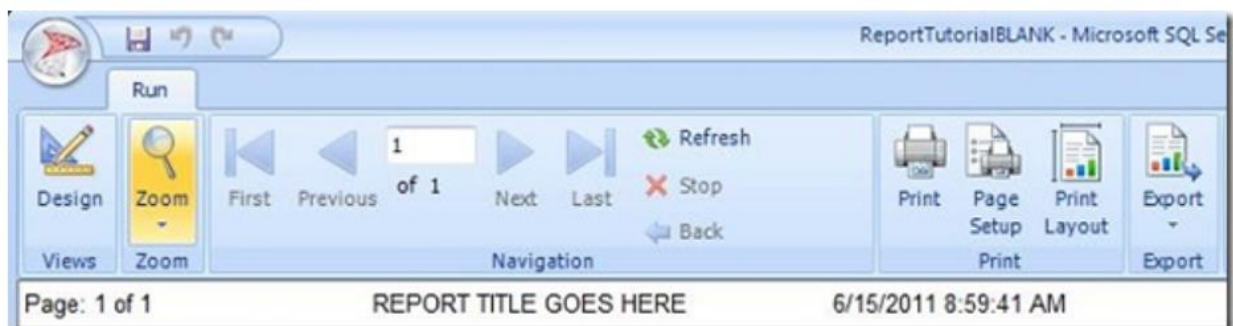 ReportTutorialBLANK - Microsoft SQL Se
Run
Design
Zoom
First
Previous
1
of 1
Next
Last
Refresh
Stop
Back
Print
Page
Setup
Print
Layout
Export
Views
Zoom
Navigation
Print
Export
Page: 1 of 1 REPORT TITLE GOES HERE 6/15/2011 8:59:41 AM